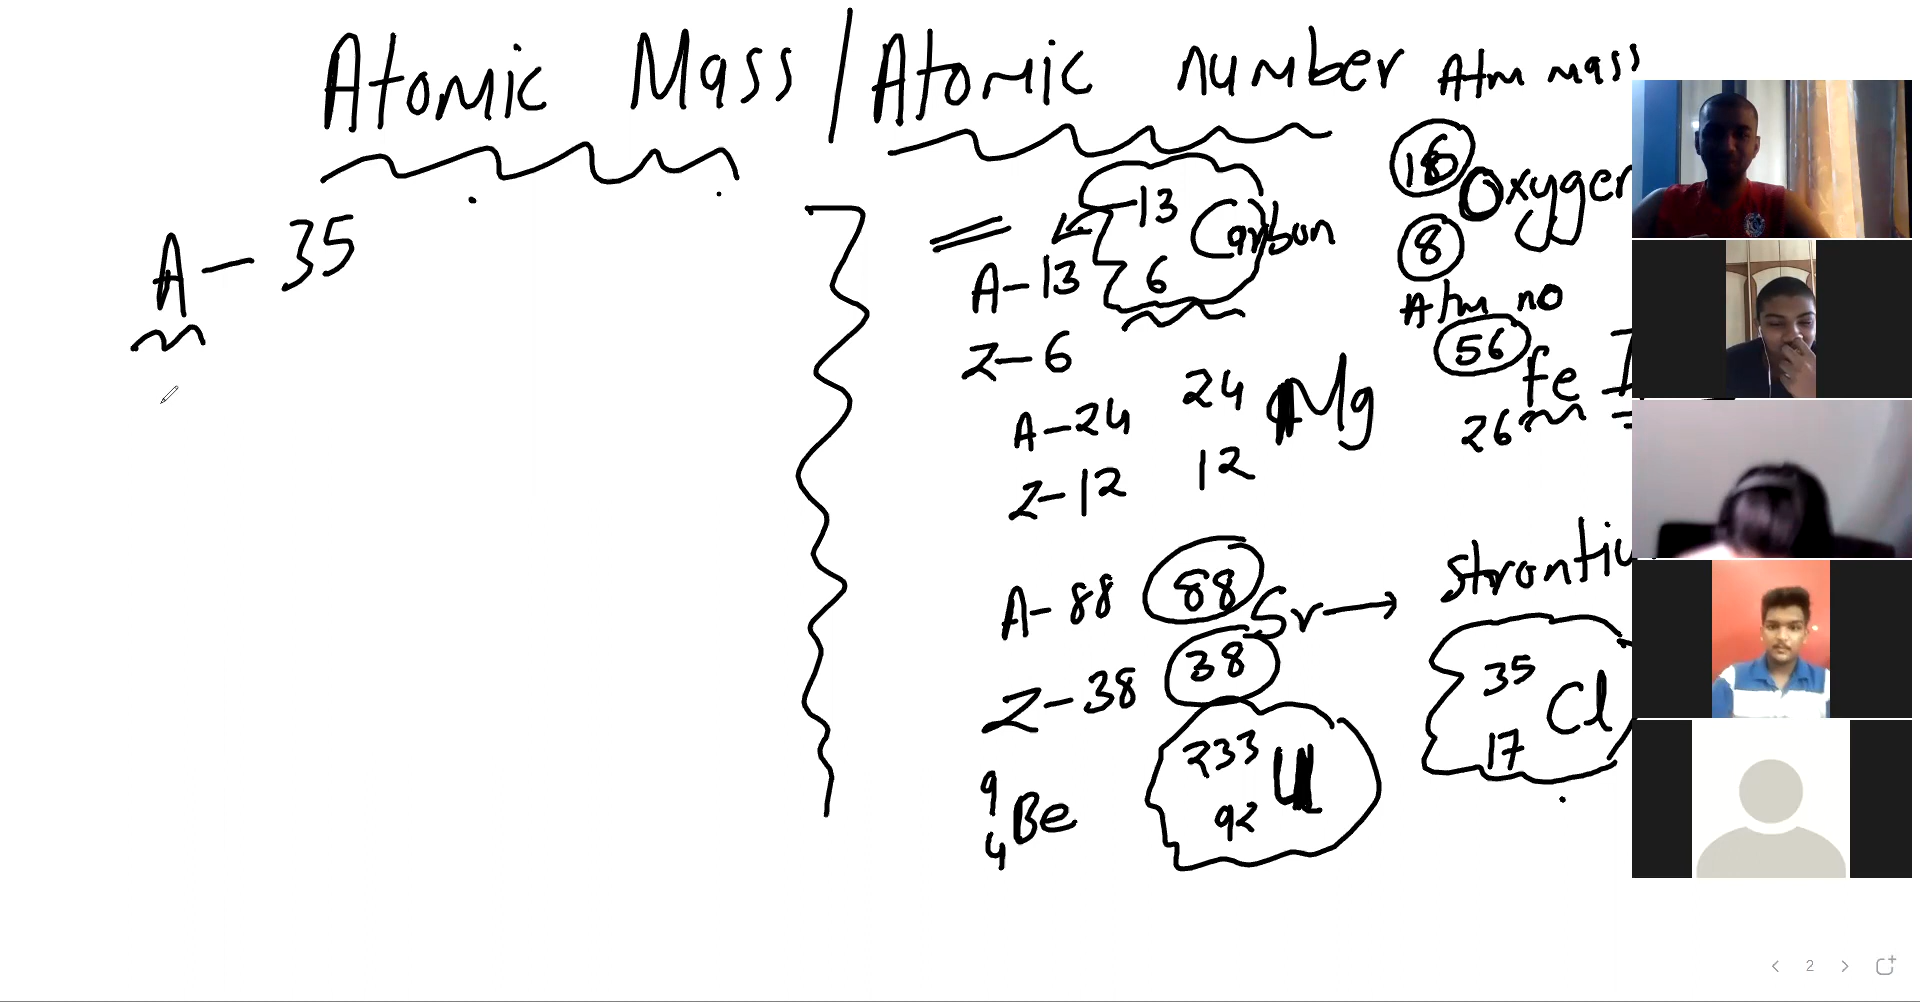 Atomic Mass / Atomic number
Atm mass
A - 35
13
Carbon
6
A - 13
Z - 6
16
Oxygen
8
Atm no
A - 24
Z - 12
24
Mg
12
56
fe
26
A - 88
Z - 38
88
Sr →
38
strontiu
9
Be
4
233
U
92
35
Cl
17
2